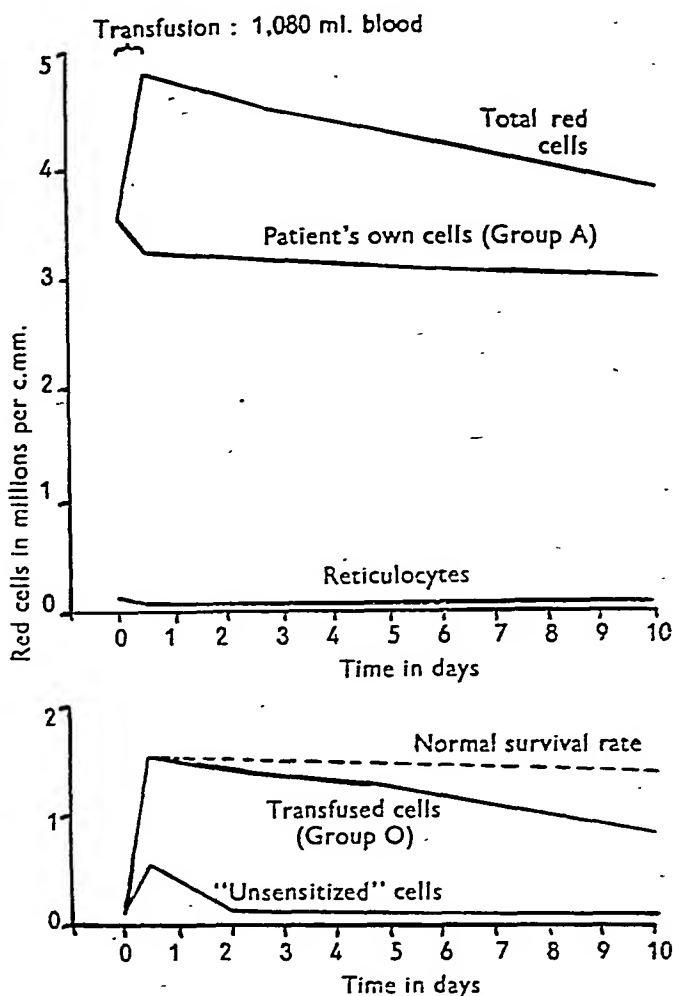 Transfusion : 1,080 ml. blood
5
Total red
cells
4
Patient's own cells (Group A)
3
2
1
Reticulocytes
0
0 1 2 3 4 5 6 7 8 9 10
Time in days
Red cells in millions per c.mm.
2
Normal survival rate
1
Transfused cells
(Group O)
"Unsensitized" cells
0
0 1 2 3 4 5 6 7 8 9 10
Time in days